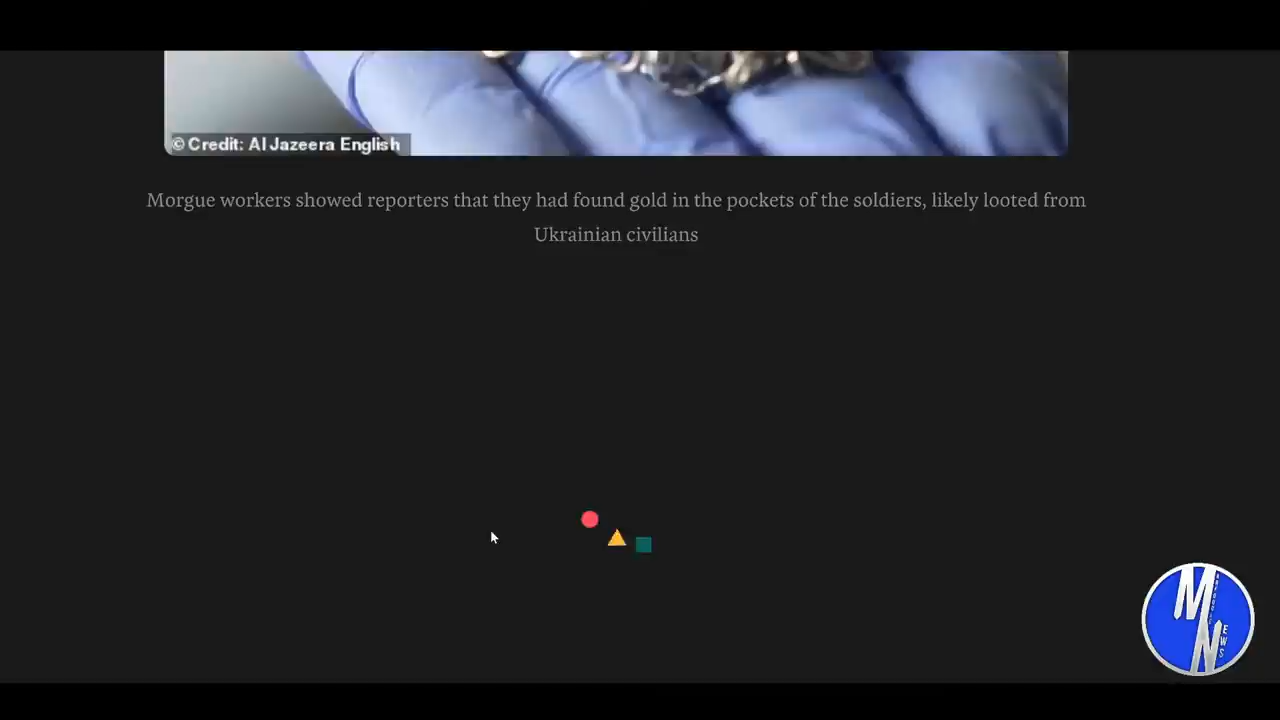 © Credit: Al Jazeera English
Morgue workers showed reporters that they had found gold in the pockets of the soldiers, likely looted from
Ukrainian civilians
M
N
EWS